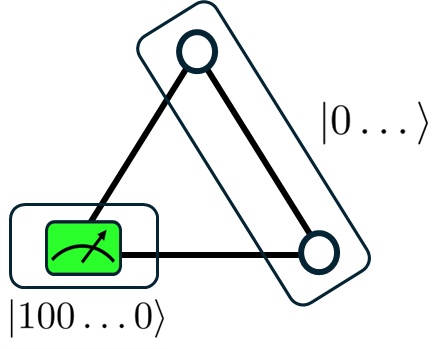 |0 … ⟩
|100 … 0⟩